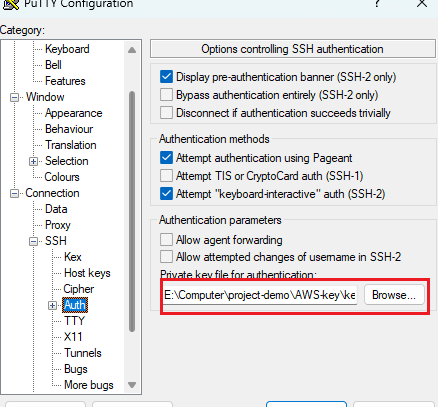 PuTTY Configuration
Category:
Keyboard
Bell
Features
Window
Appearance
Behaviour
Translation
Selection
Colours
Connection
Data
Proxy
SSH
Kex
Host keys
Cipher
Auth
TTY
X11
Tunnels
Bugs
More bugs
Options controlling SSH authentication
Display pre-authentication banner (SSH-2 only)
Bypass authentication entirely (SSH-2 only)
Disconnect if authentication succeeds trivially
Authentication methods
Attempt authentication using Pageant
Attempt TIS or CryptoCard auth (SSH-1)
Attempt "keyboard-interactive" auth (SSH-2)
Authentication parameters
Allow agent forwarding
Allow attempted changes of username in SSH-2
Private key file for authentication:
E:\Computer\project-demo\AWS-key\ke
Browse...